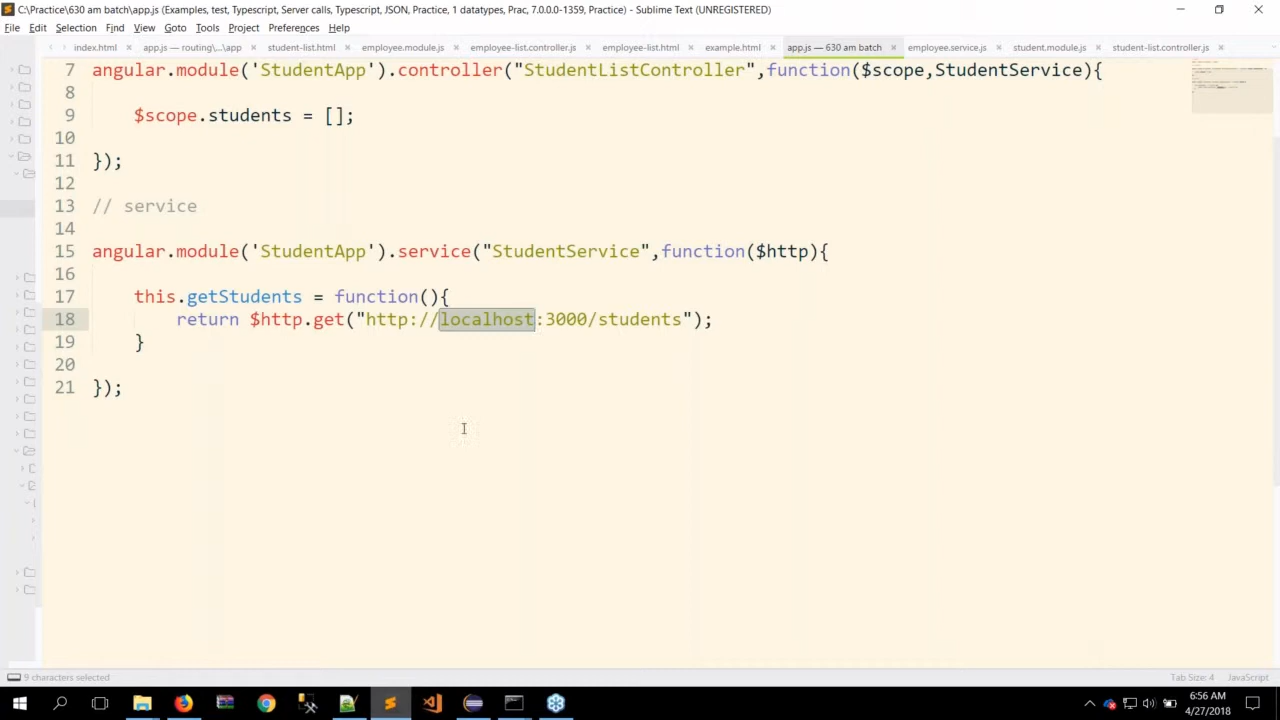 C:\Practice\630 am batch\app.js (Examples, test, Typescript, Server calls, Typescript, JSON, Practice, 1 datatypes, Prac, 7.0.0.0-1359, Practice) - Sublime Text (UNREGISTERED)
File Edit Selection Find View Goto Tools Project Preferences Help
index.html app.js — routing\...\app student-list.html employee.module.js employee-list.controller.js employee-list.html example.html app.js — 630 am batch employee.service.js student.module.js student-list.controller.js
7 angular.module('StudentApp').controller("StudentListController",function($scope,StudentService){
8
9 $scope.students = [];
10
11 });
12
13 // service
14
15 angular.module('StudentApp').service("StudentService",function($http){
16
17 this.getStudents = function(){
18 return $http.get("http://localhost:3000/students");
19 }
20
21 });
9 characters selected Tab Size: 4 JavaScript
6:56 AM
4/27/2018